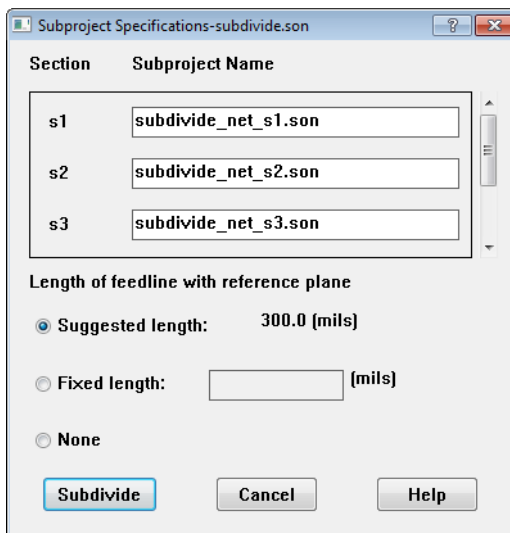 Subproject Specifications-subdivide.son
Section Subproject Name
s1 subdivide_net_s1.son
s2 subdivide_net_s2.son
s3 subdivide_net_s3.son
Length of feedline with reference plane
Suggested length: 300.0 (mils)
Fixed length: (mils)
None
Subdivide Cancel Help